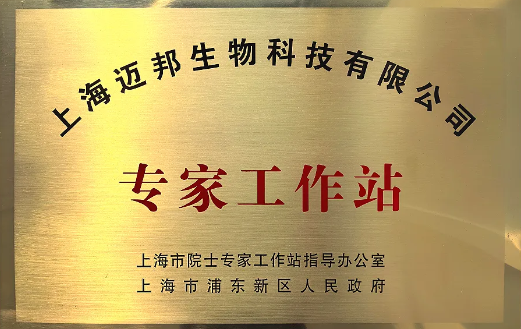 上海迈邦生物科技有限公司
专家工作站
上海市院士专家工作站指导办公室
上海市浦东新区人民政府